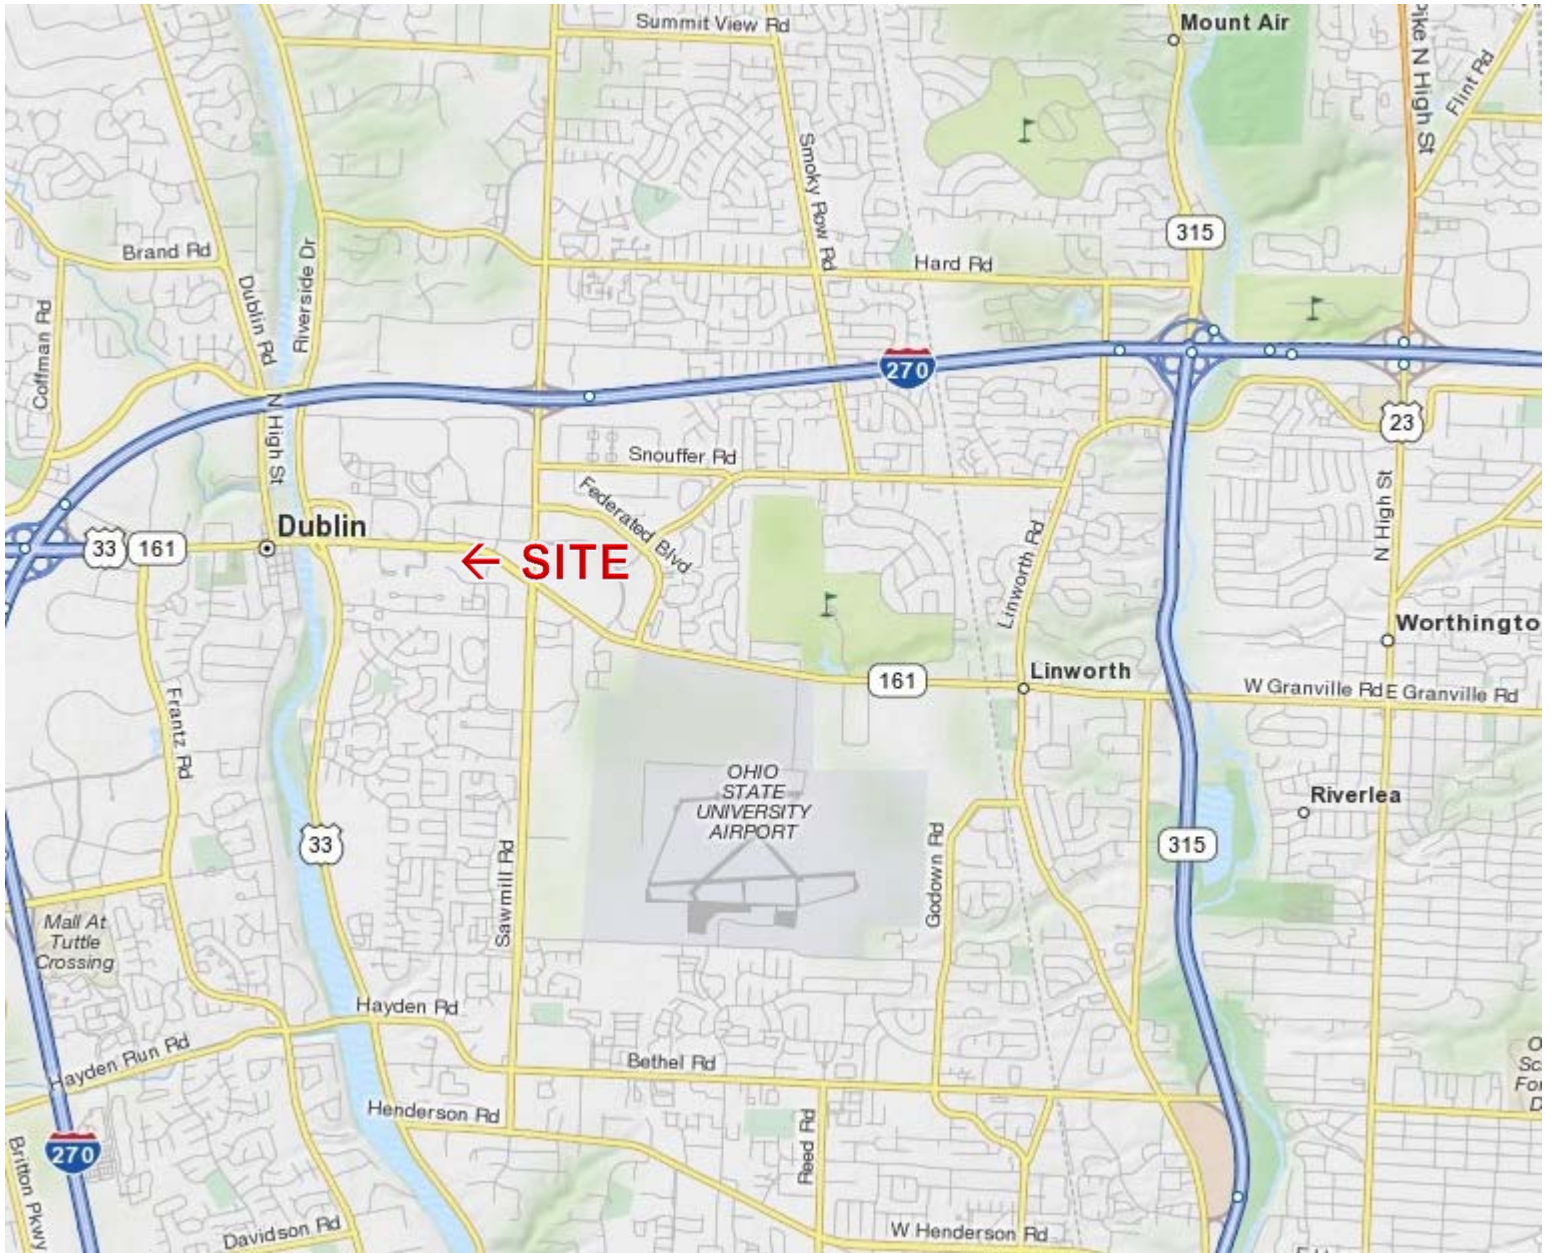 Summit View Rd
Mount Air
Pike N High St
Flint Rd
Smoky Row Rd
315
Brand Rd
Hard Rd
Dublin Rd
Riverside Dr
Coffman Rd
270
N High St
23
Snouffer Rd
Federated Blvd
N High St
Linworth Rd
Dublin
33
161
← SITE
Worthingto
161
Linworth
W Granville Rd
E Granville Rd
Frantz Rd
OHIO
STATE
UNIVERSITY
AIRPORT
Riverlea
33
Sawmill Rd
Godown Rd
315
Mall At
Tuttle
Crossing
Hayden Rd
Hayden Run Rd
Bethel Rd
Henderson Rd
Reed Rd
270
Britton Pkwy
Davidson Rd
W Henderson Rd